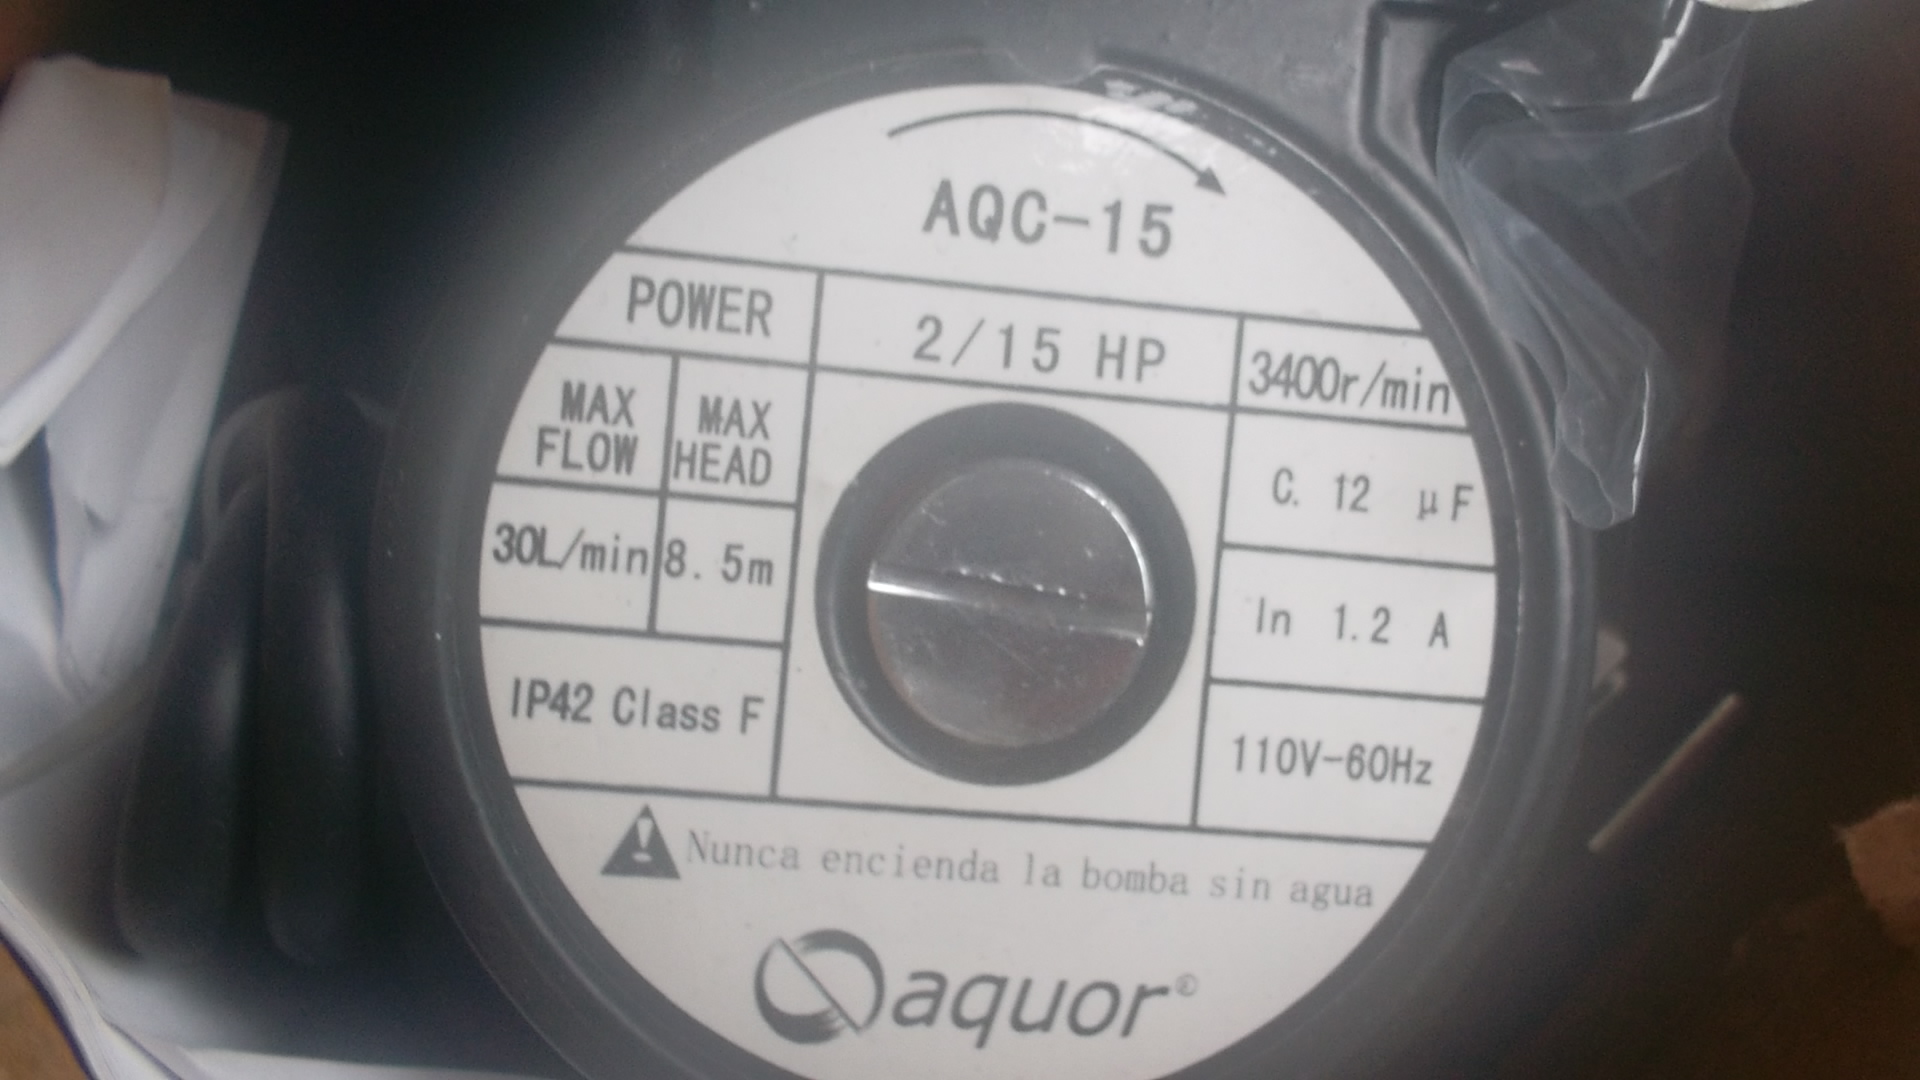 AQC-15
POWER
2/15 HP
3400r/min
MAX FLOW
MAX HEAD
C. 12 µF
30L/min
8.5m
In 1.2 A
IP42 Class F
110V-60Hz
Nunca encienda la bomba sin agua
aquor®